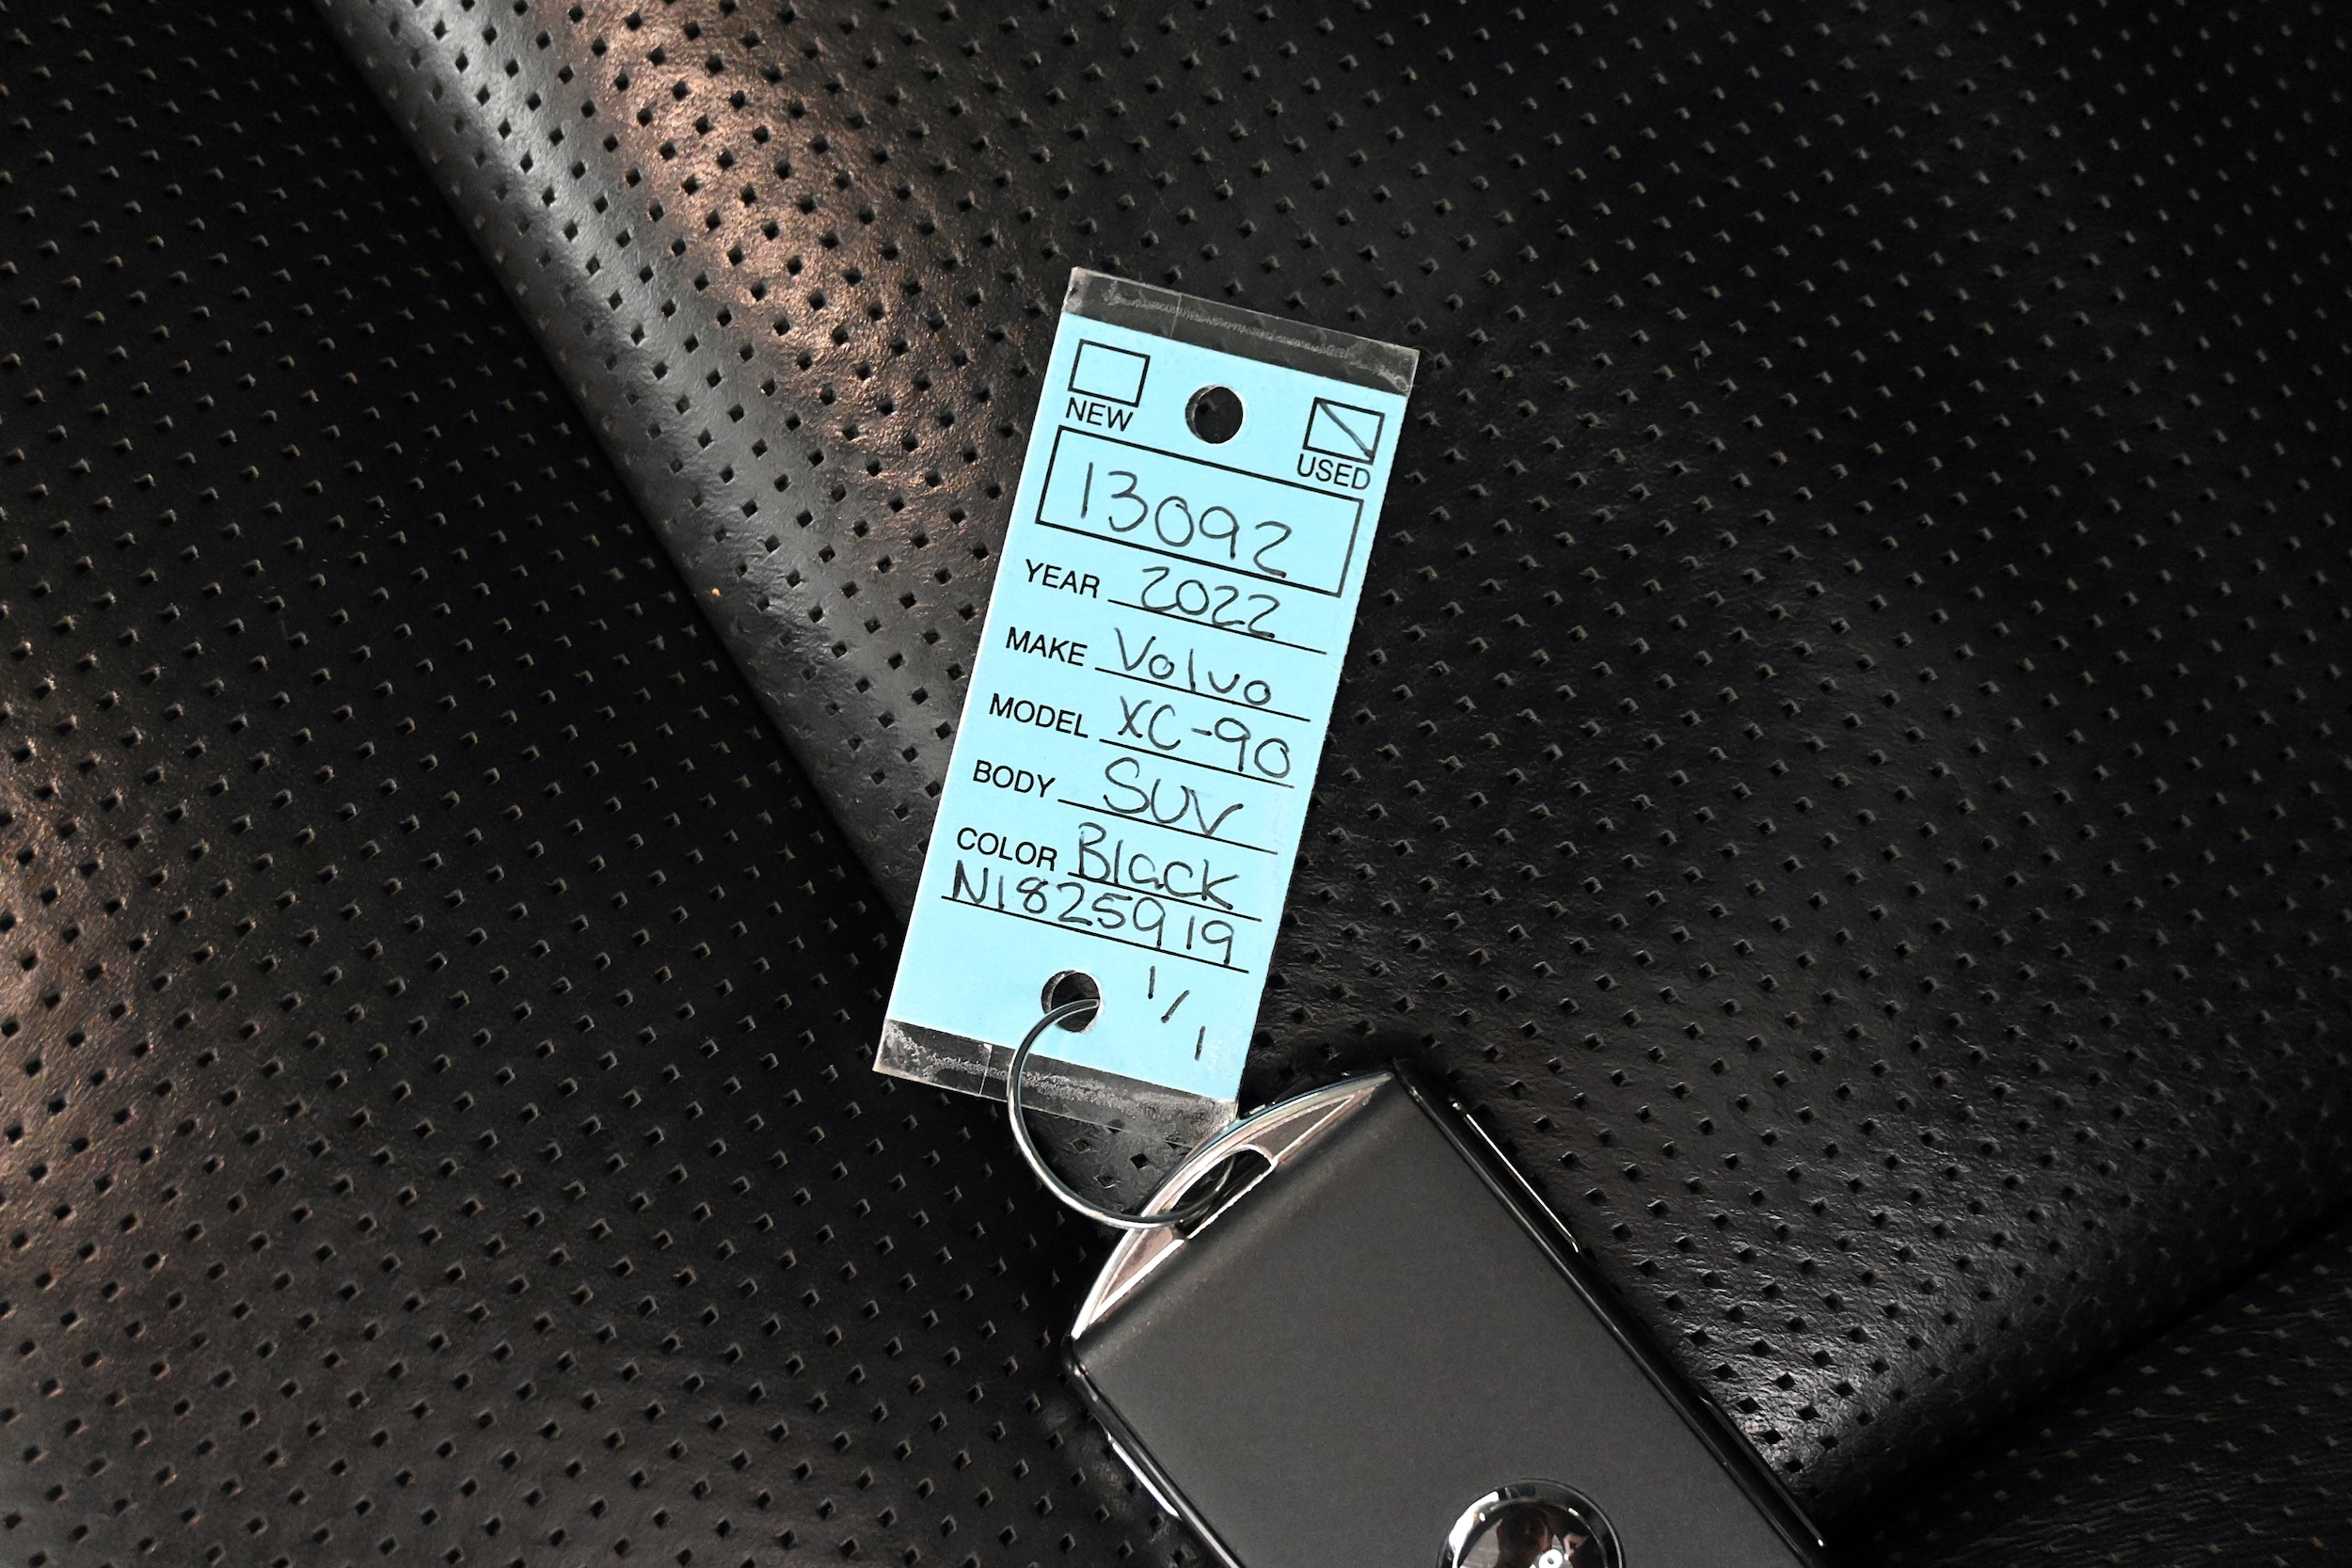 NEW USED
13092
YEAR 2022
MAKE Volvo
MODEL XC-90
BODY SUV
COLOR Black
N1825919
1/1